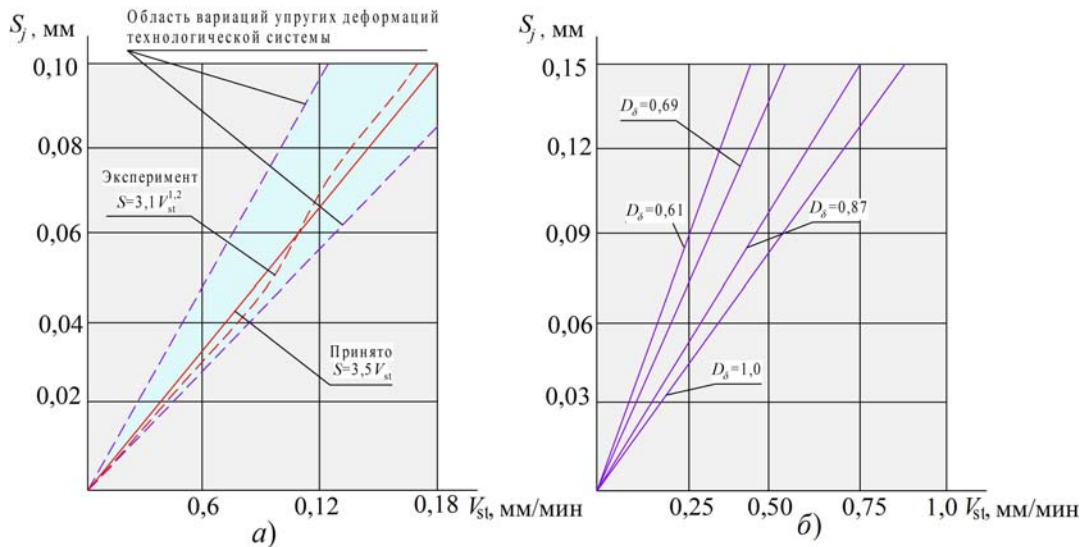 S_j, мм
Область вариаций упругих деформаций
технологической системы
0,10
0,08
Эксперимент
S=3,1V_st^1,2
0,06
0,04
Принято
S=3,5V_st
0,02
0,6
0,12
0,18
V_st, мм/мин
а)
S_j, мм
0,15
D_δ=0,69
0,12
D_δ=0,61
D_δ=0,87
0,09
0,06
D_δ=1,0
0,03
0,25
0,50
0,75
1,0
V_st, мм/мин
б)